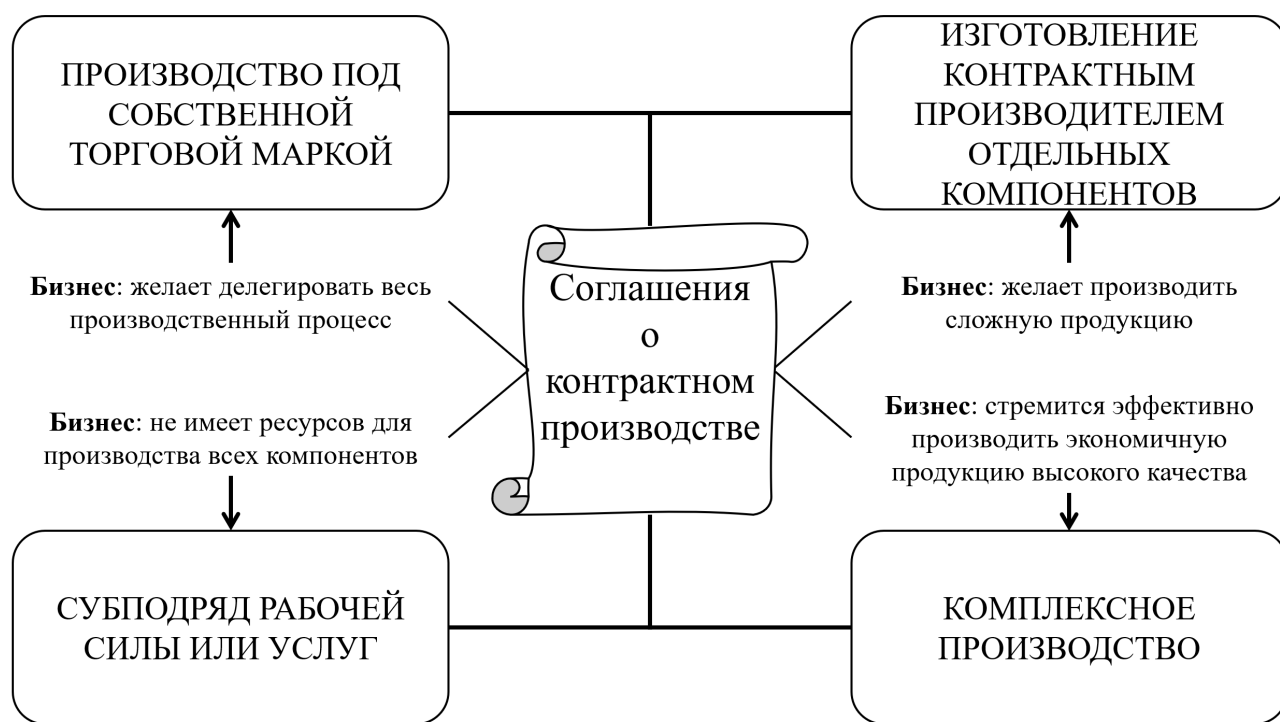 ПРОИЗВОДСТВО ПОД
СОБСТВЕННОЙ
ТОРГОВОЙ МАРКОЙ
ИЗГОТОВЛЕНИЕ
КОНТРАКТНЫМ
ПРОИЗВОДИТЕЛЕМ
ОТДЕЛЬНЫХ
КОМПОНЕНТОВ
Бизнес: желает делегировать весь
производственный процесс
Соглашения
о
контрактном
производстве
Бизнес: желает производить
сложную продукцию
Бизнес: не имеет ресурсов для
производства всех компонентов
Бизнес: стремится эффективно
производить экономичную
продукцию высокого качества
СУБПОДРЯД РАБОЧЕЙ
СИЛЫ ИЛИ УСЛУГ
КОМПЛЕКСНОЕ
ПРОИЗВОДСТВО